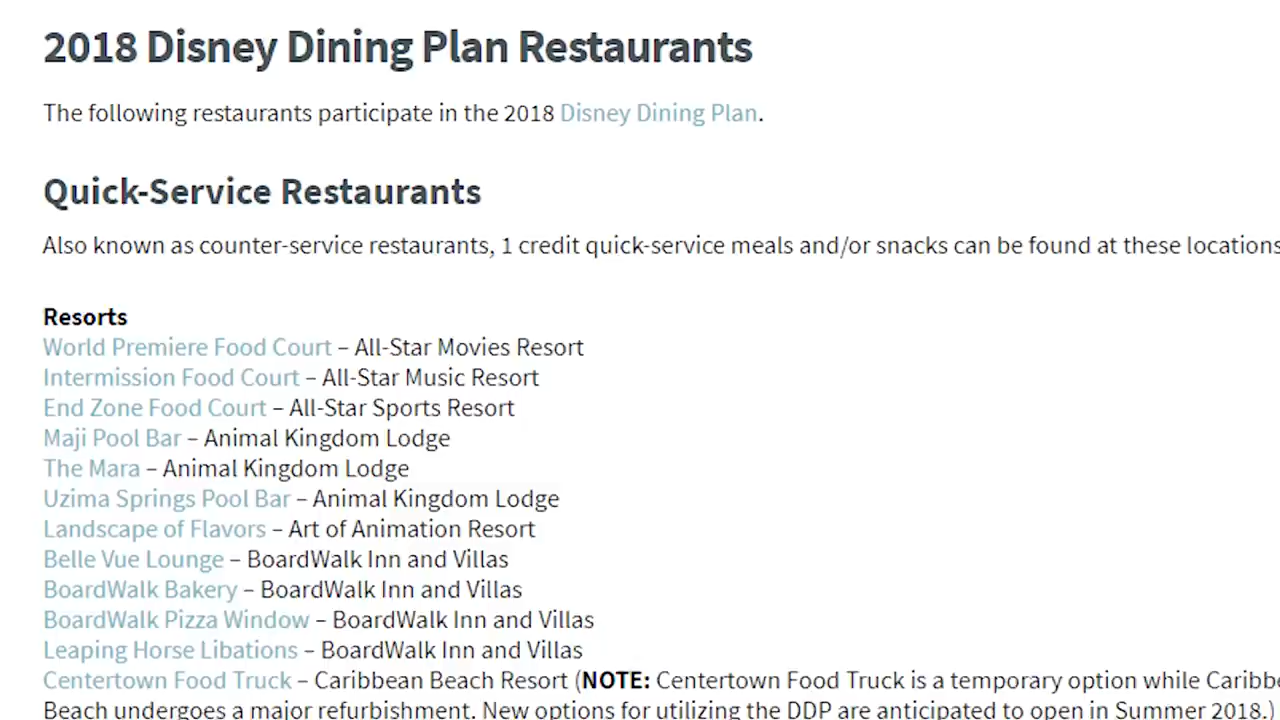 2018 Disney Dining Plan Restaurants
The following restaurants participate in the 2018 Disney Dining Plan.
Quick-Service Restaurants
Also known as counter-service restaurants, 1 credit quick-service meals and/or snacks can be found at these locations
Resorts
World Premiere Food Court – All-Star Movies Resort
Intermission Food Court – All-Star Music Resort
End Zone Food Court – All-Star Sports Resort
Maji Pool Bar – Animal Kingdom Lodge
The Mara – Animal Kingdom Lodge
Uzima Springs Pool Bar – Animal Kingdom Lodge
Landscape of Flavors – Art of Animation Resort
Belle Vue Lounge – BoardWalk Inn and Villas
BoardWalk Bakery – BoardWalk Inn and Villas
BoardWalk Pizza Window – BoardWalk Inn and Villas
Leaping Horse Libations – BoardWalk Inn and Villas
Centertown Food Truck – Caribbean Beach Resort (NOTE: Centertown Food Truck is a temporary option while Caribbe
Beach undergoes a major refurbishment. New options for utilizing the DDP are anticipated to open in Summer 2018.)